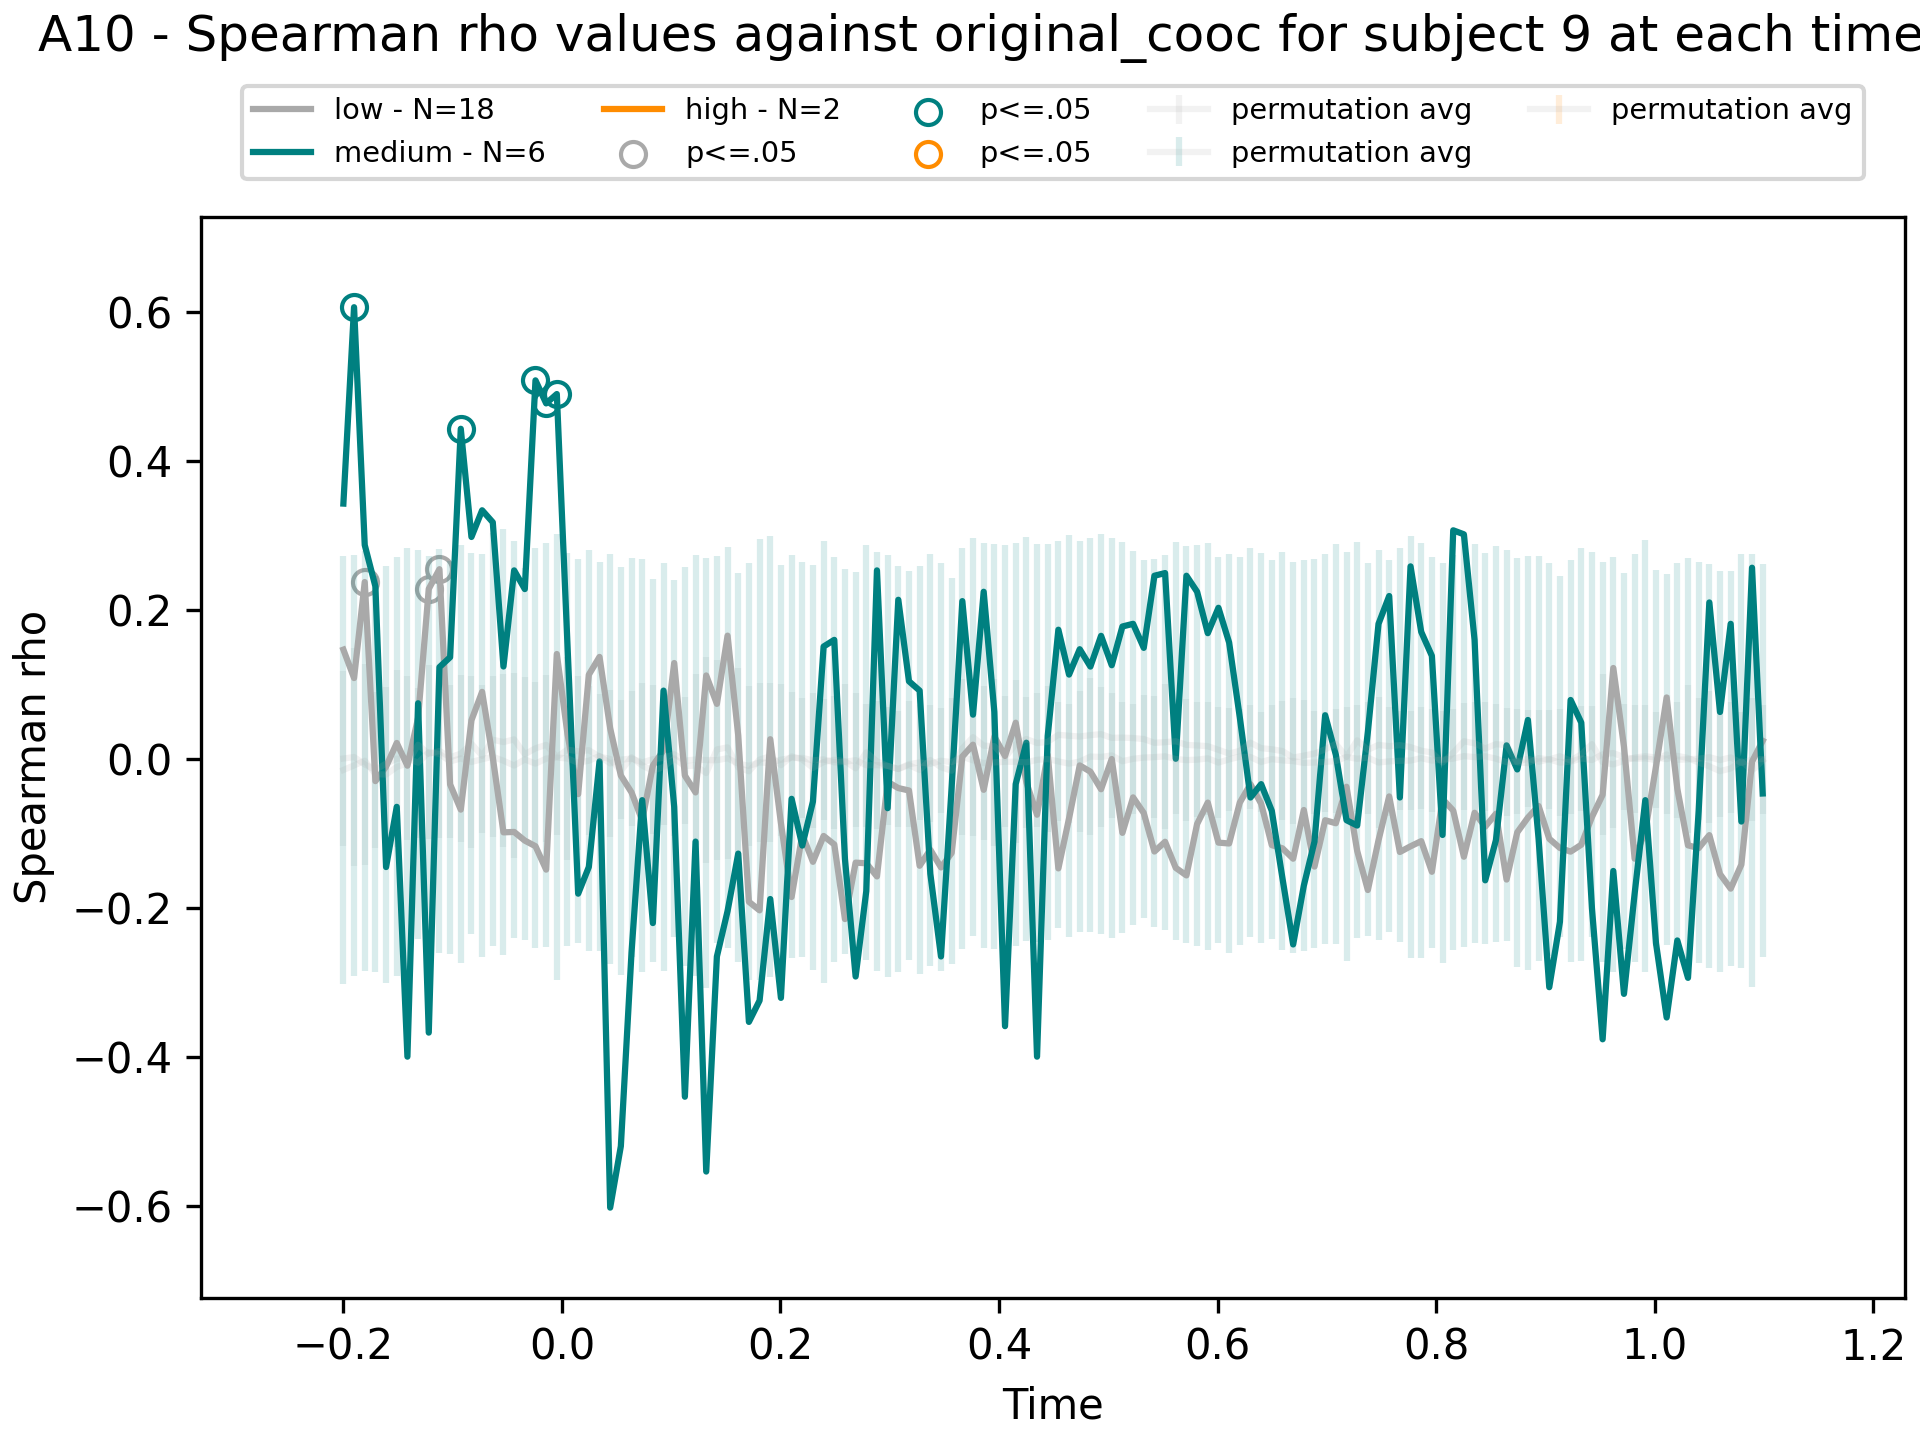 A10 - Spearman rho values against original_cooc for subject 9 at each time
low - N=18
medium - N=6
high - N=2
p<=.05
p<=.05
p<=.05
permutation avg
permutation avg
permutation avg
Spearman rho
0.6
0.4
0.2
0.0
−0.2
−0.4
−0.6
−0.2 0.0 0.2 0.4 0.6 0.8 1.0 1.2
Time